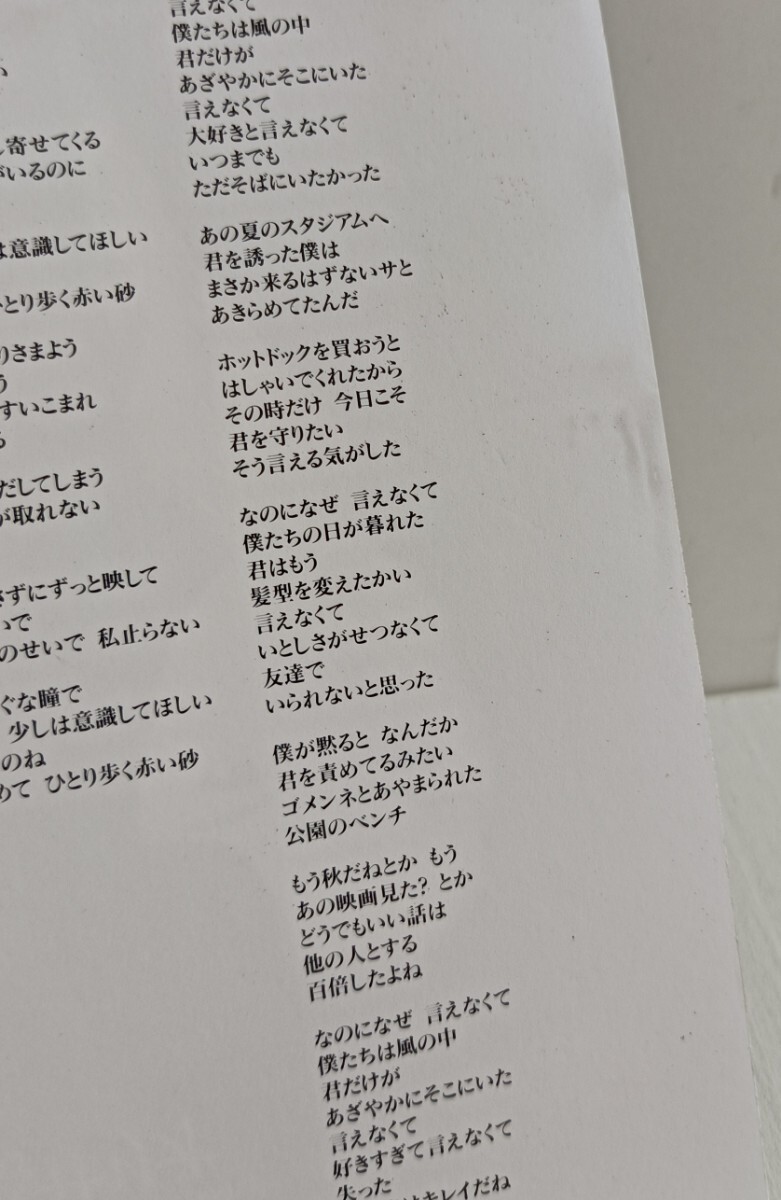 い
し寄せてくる
がいるのに
は意識してほしい
ひとり歩く赤い砂
りさまよう
う
すいこまれ
る
だしてしまう
が取れない
さずにずっと映して
いで
のせいで 私止らない
ぐな瞳で
少しは意識してほしい
のね
めて ひとり歩く赤い砂
言えなくて
僕たちは風の中
君だけが
あざやかにそこにいた
言えなくて
大好きと言えなくて
いつまでも
ただそばにいたかった
あの夏のスタジアムへ
君を誘った僕は
まさか来るはずないサと
あきらめてたんだ
ホットドックを買おうと
はしゃいでくれたから
その時だけ 今日こそ
君を守りたい
そう言える気がした
なのになぜ 言えなくて
僕たちの日が暮れた
君はもう
髪型を変えたかい
言えなくて
いとしさがせつなくて
友達で
いられないと思った
僕が黙ると なんだか
君を責めてるみたい
ゴメンネとあやまられた
公園のベンチ
もう秋だねとか もう
あの映画見た? とか
どうでもいい話は
他の人とする
百倍したよね
なのになぜ 言えなくて
僕たちは風の中
君だけが
あざやかにそこにいた
言えなくて
好きすぎて言えなくて
失った
はキレイだね